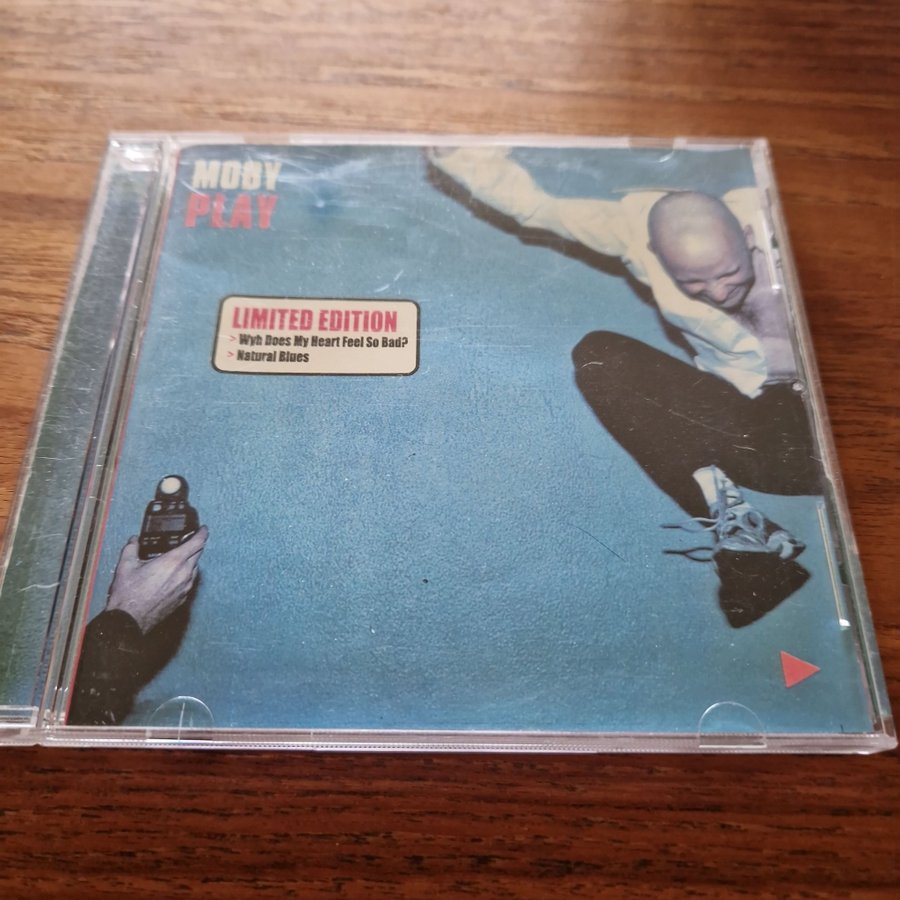 MOBY
PLAY
LIMITED EDITION
> Wyh Does My Heart Feel So Bad?
> Natural Blues